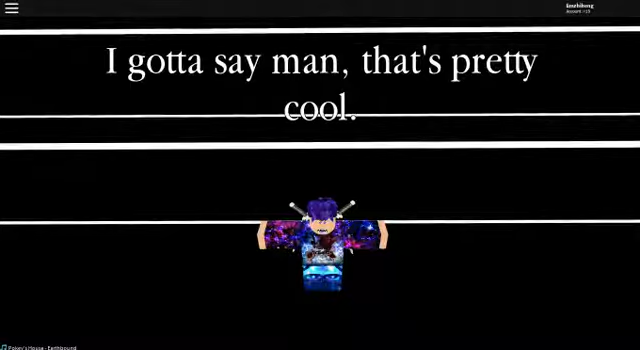 I gotta say man, that's pretty
cool.
Pokey's House - Earthbound